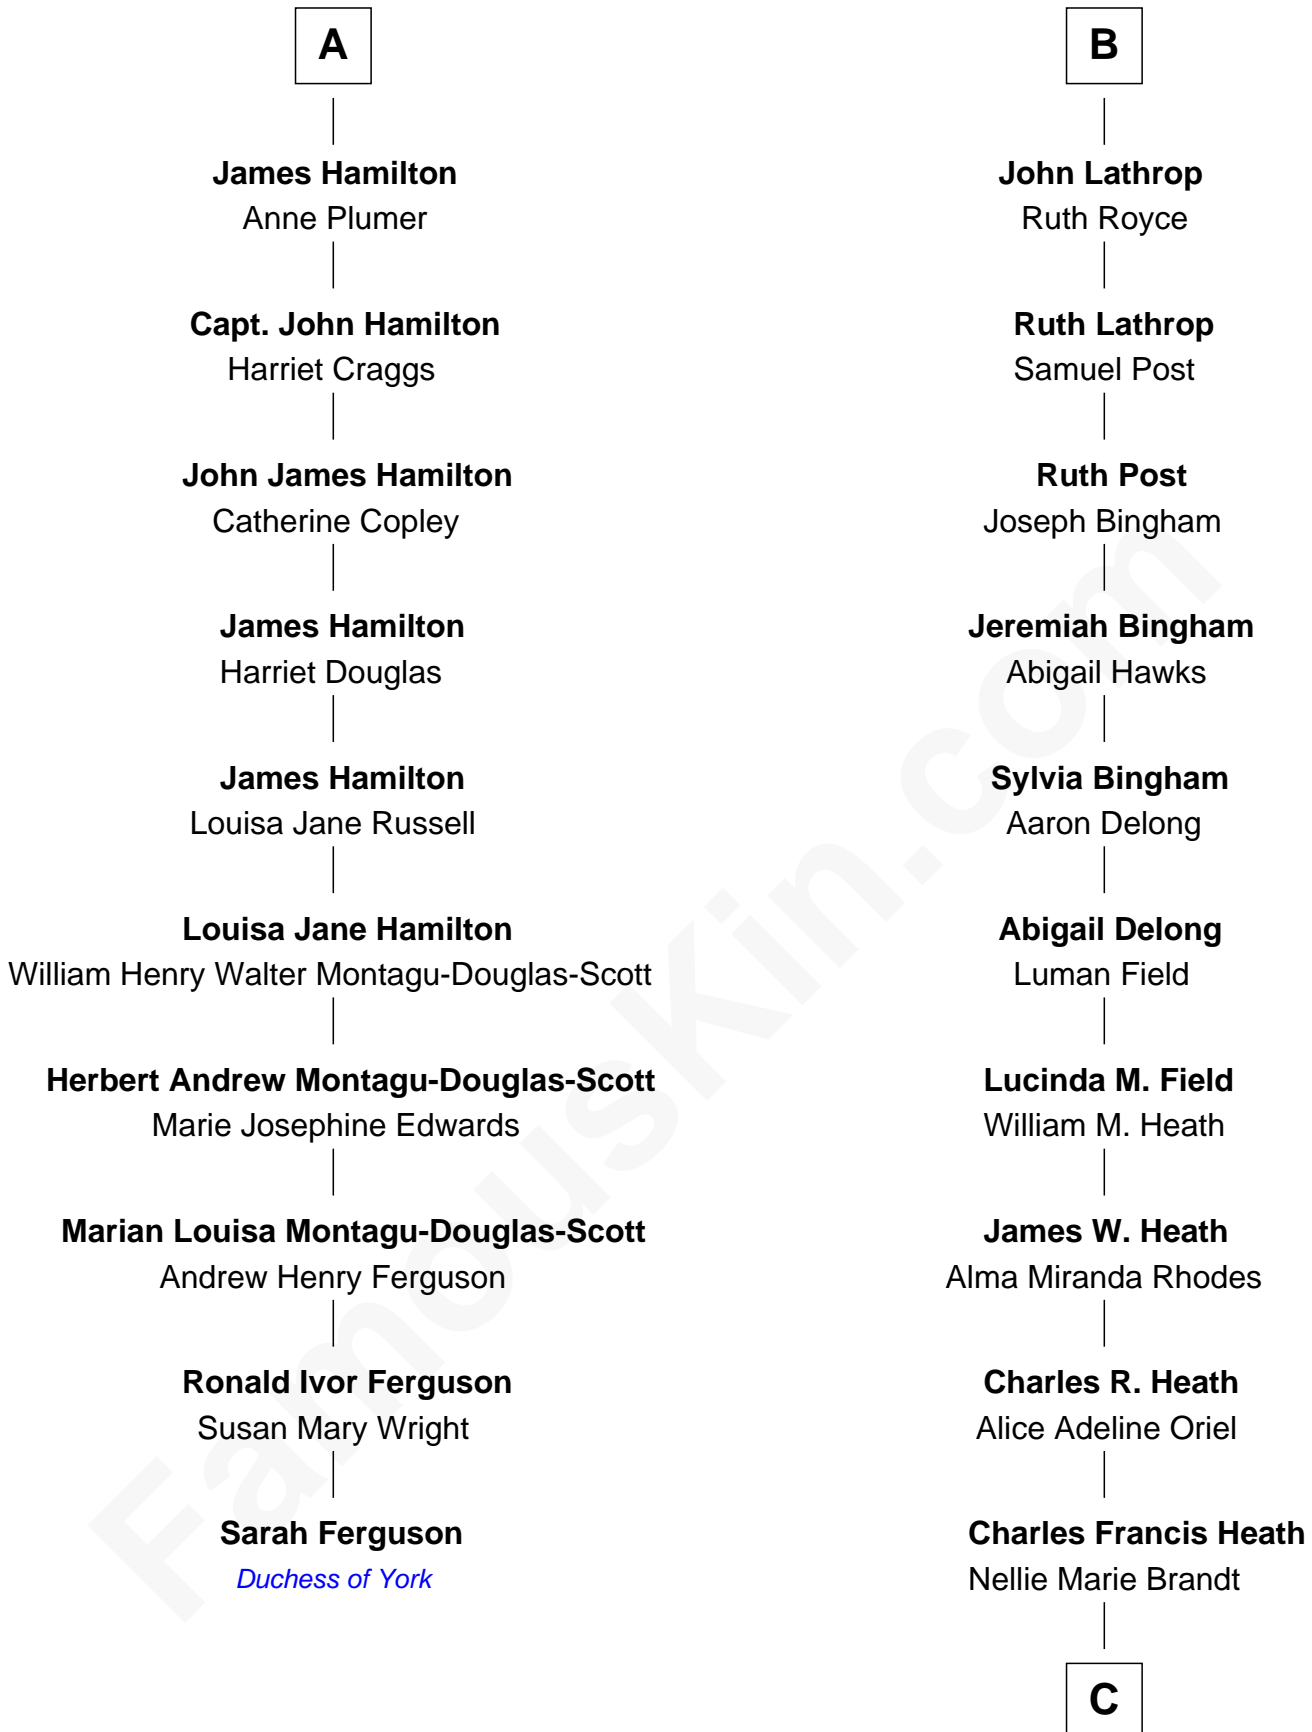 A
James Hamilton
Anne Plumer
Capt. John Hamilton
Harriet Craggs
John James Hamilton
Catherine Copley
James Hamilton
Harriet Douglas
James Hamilton
Louisa Jane Russell
Louisa Jane Hamilton
William Henry Walter Montagu-Douglas-Scott
Herbert Andrew Montagu-Douglas-Scott
Marie Josephine Edwards
Marian Louisa Montagu-Douglas-Scott
Andrew Henry Ferguson
Ronald Ivor Ferguson
Susan Mary Wright
Sarah Ferguson
Duchess of York
B
John Lathrop
Ruth Royce
Ruth Lathrop
Samuel Post
Ruth Post
Joseph Bingham
Jeremiah Bingham
Abigail Hawks
Sylvia Bingham
Aaron Delong
Abigail Delong
Luman Field
Lucinda M. Field
William M. Heath
James W. Heath
Alma Miranda Rhodes
Charles R. Heath
Alice Adeline Oriel
Charles Francis Heath
Nellie Marie Brandt
C
FamousKin.com